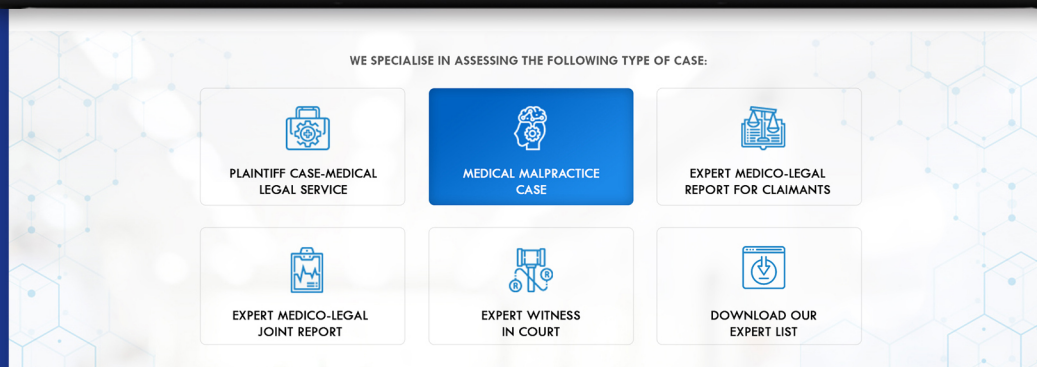 WE SPECIALISE IN ASSESSING THE FOLLOWING TYPE OF CASE:
PLAINTIFF CASE-MEDICAL
LEGAL SERVICE
MEDICAL MALPRACTICE
CASE
EXPERT MEDICO-LEGAL
REPORT FOR CLAIMANTS
EXPERT MEDICO-LEGAL
JOINT REPORT
R
R
EXPERT WITNESS
IN COURT
DOWNLOAD OUR
EXPERT LIST